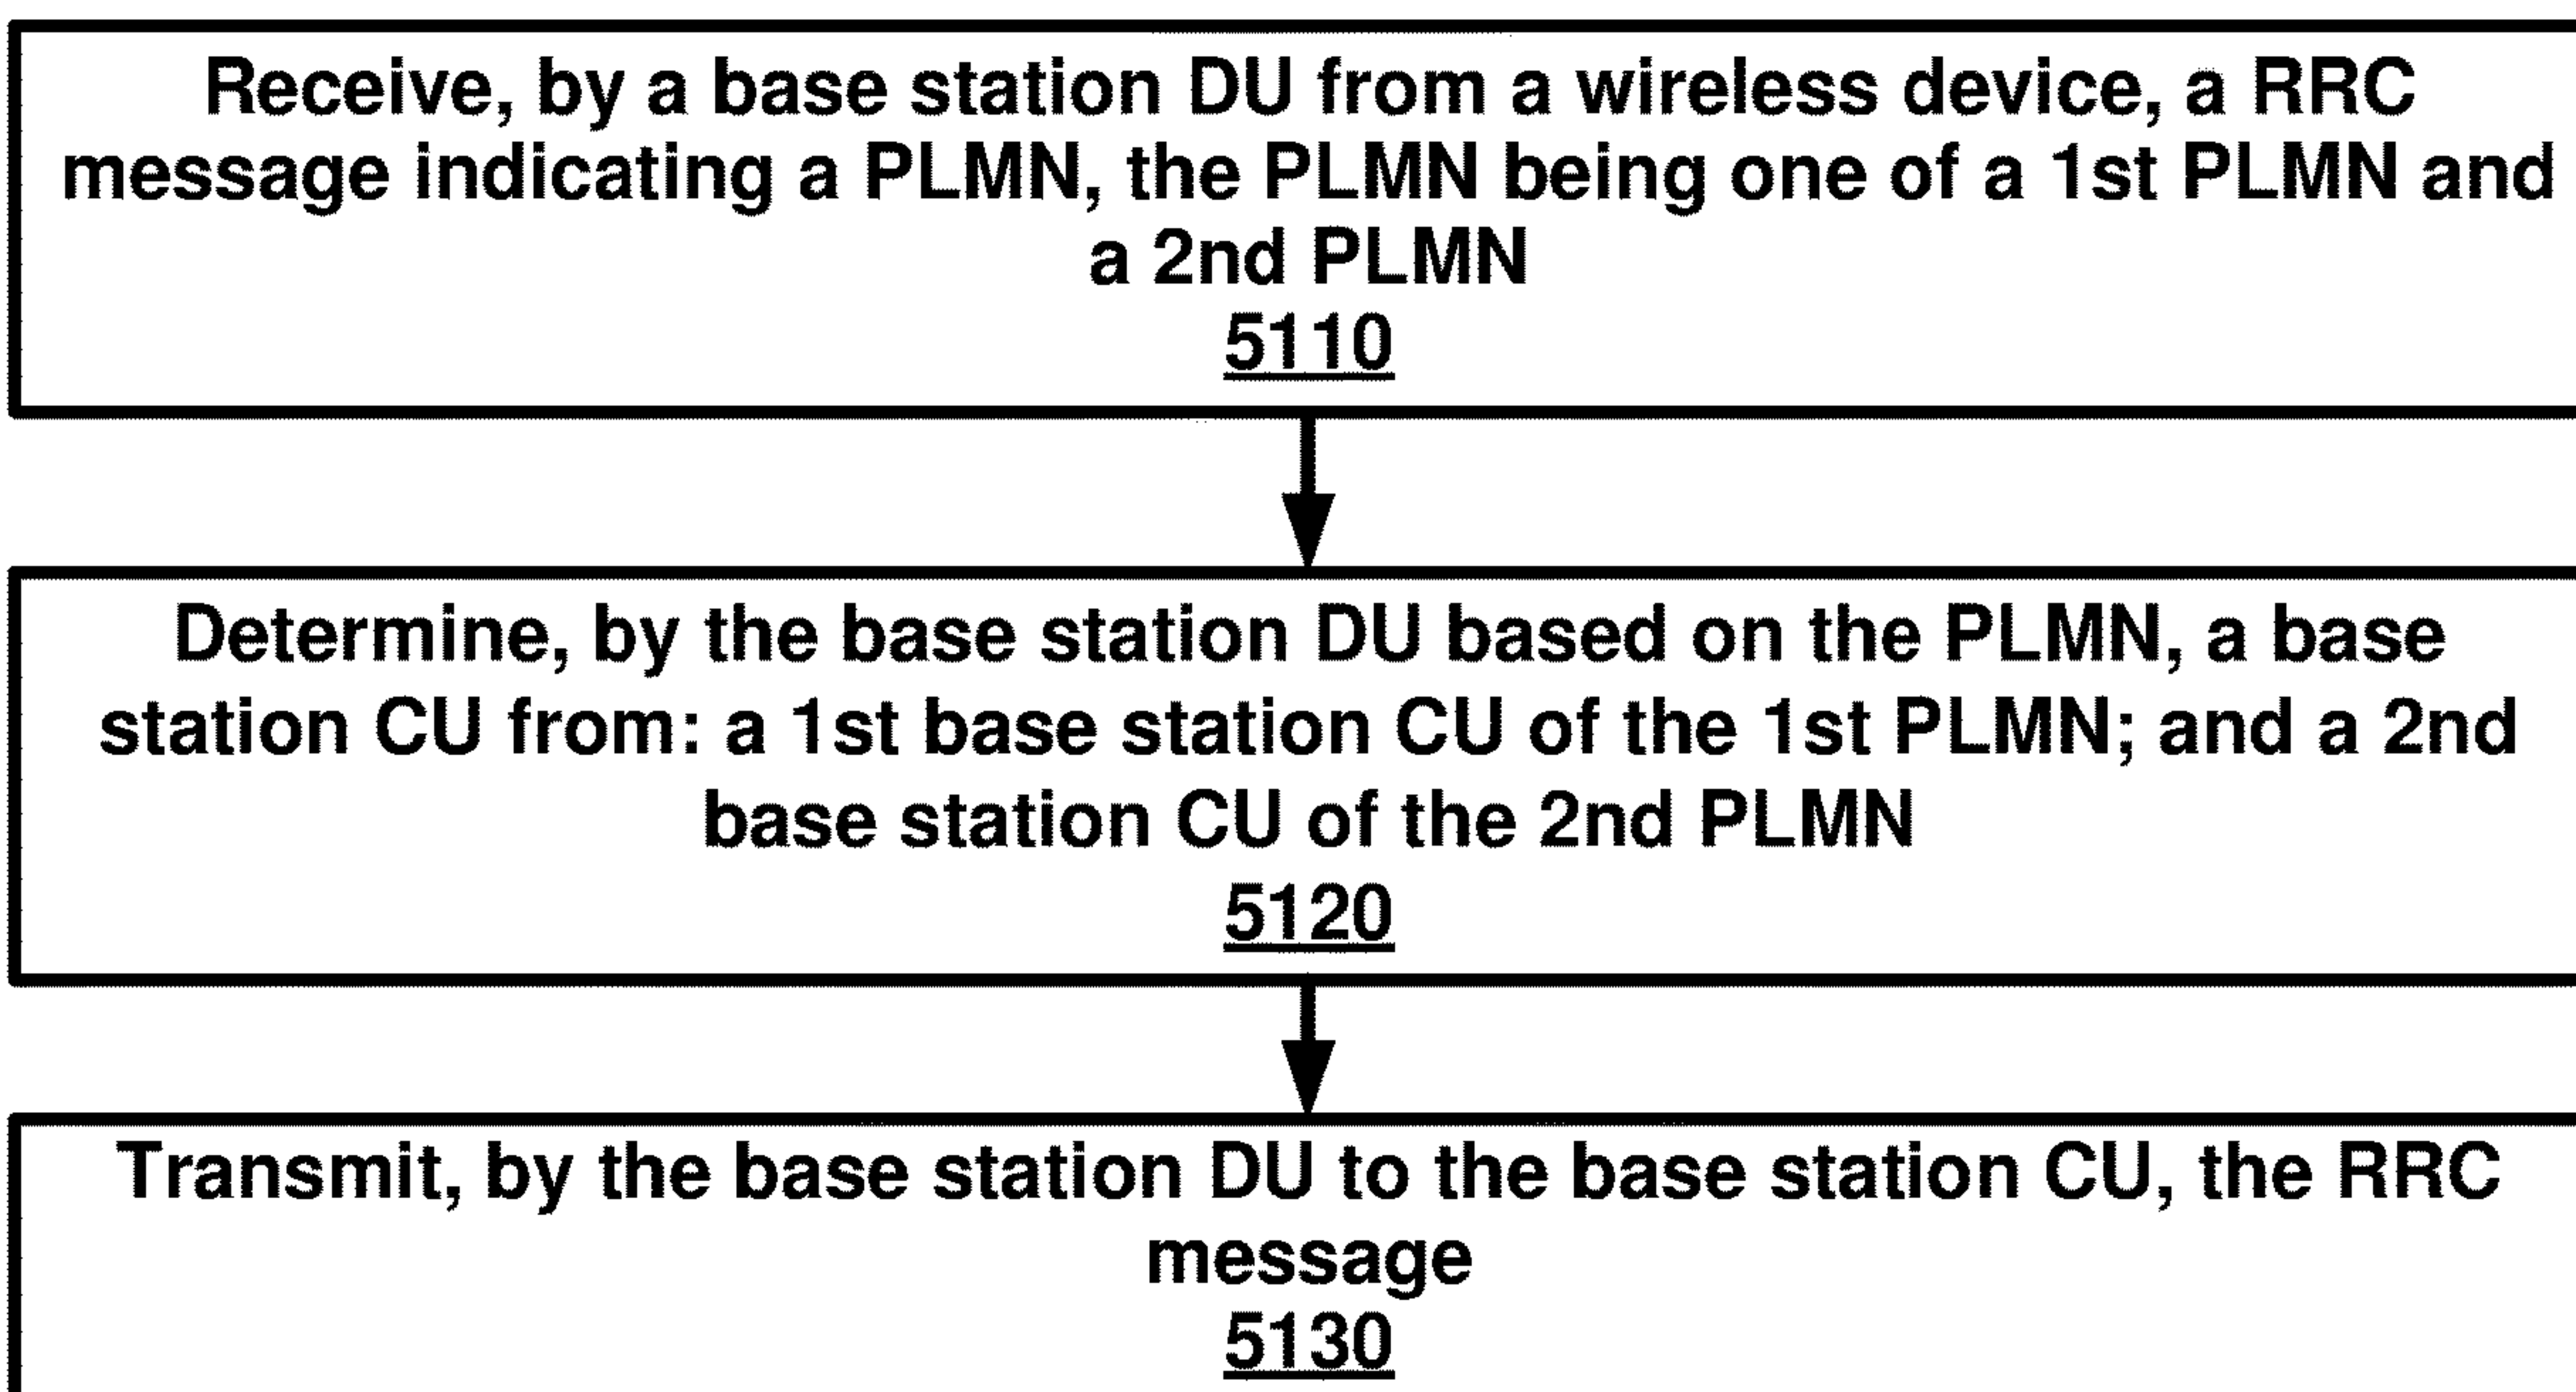 Receive, by a base station DU from a wireless device, a RRC
message indicating a PLMN, the PLMN being one of a 1st PLMN and
a 2nd PLMN
5110
Determine, by the base station DU based on the PLMN, a base
station CU from: a 1st base station CU of the 1st PLMN; and a 2nd
base station CU of the 2nd PLMN
5120
Transmit, by the base station DU to the base station CU, the RRC
message
5130